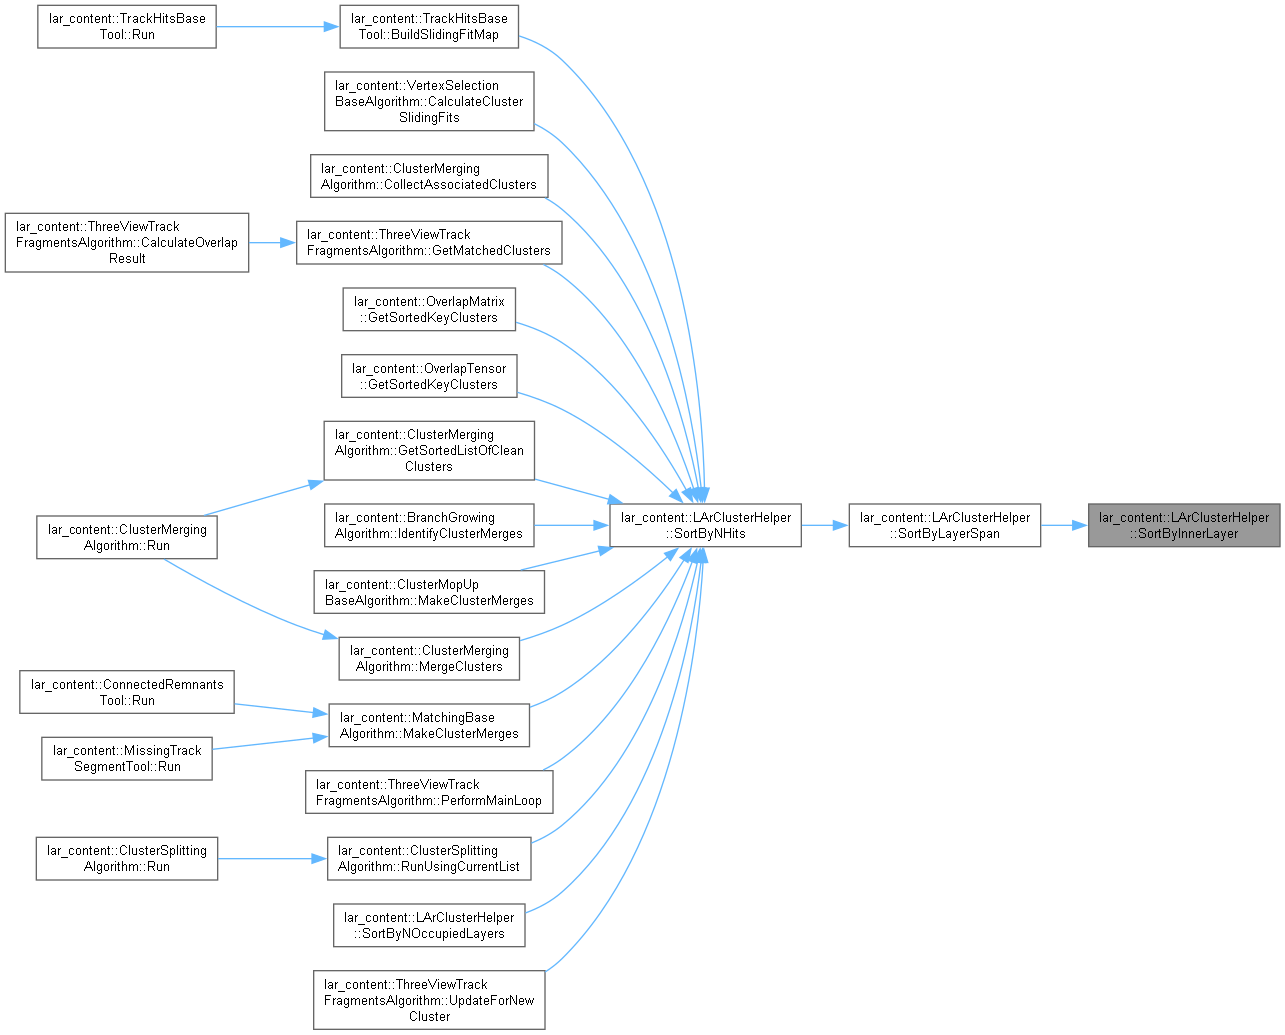 lar_content::TrackHitsBase
Tool::Run
lar_content::TrackHitsBase
Tool::BuildSlidingFitMap
lar_content::VertexSelection
BaseAlgorithm::CalculateCluster
SlidingFits
lar_content::ClusterMerging
Algorithm::CollectAssociatedClusters
lar_content::ThreeViewTrack
FragmentsAlgorithm::CalculateOverlap
Result
lar_content::ThreeViewTrack
FragmentsAlgorithm::GetMatchedClusters
lar_content::OverlapMatrix
::GetSortedKeyClusters
lar_content::OverlapTensor
::GetSortedKeyClusters
lar_content::ClusterMerging
Algorithm::GetSortedListOfClean
Clusters
lar_content::ClusterMerging
Algorithm::Run
lar_content::BranchGrowing
Algorithm::IdentifyClusterMerges
lar_content::LArClusterHelper
::SortByNHits
lar_content::LArClusterHelper
::SortByLayerSpan
lar_content::LArClusterHelper
::SortByInnerLayer
lar_content::ClusterMopUp
BaseAlgorithm::MakeClusterMerges
lar_content::ClusterMerging
Algorithm::MergeClusters
lar_content::ConnectedRemnants
Tool::Run
lar_content::MatchingBase
Algorithm::MakeClusterMerges
lar_content::MissingTrack
SegmentTool::Run
lar_content::ThreeViewTrack
FragmentsAlgorithm::PerformMainLoop
lar_content::ClusterSplitting
Algorithm::Run
lar_content::ClusterSplitting
Algorithm::RunUsingCurrentList
lar_content::LArClusterHelper
::SortByNOccupiedLayers
lar_content::ThreeViewTrack
FragmentsAlgorithm::UpdateForNew
Cluster